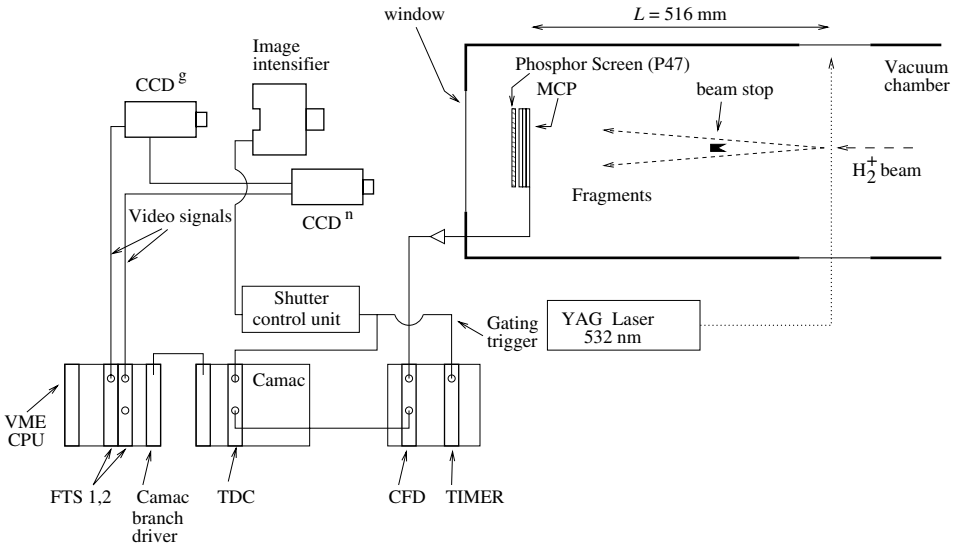 window
L = 516 mm
Image
intensifier
CCD g
Phosphor Screen (P47)
MCP
beam stop
Vacuum
chamber
H2+ beam
Fragments
CCD n
Video signals
Shutter
control unit
Gating
trigger
YAG Laser
532 nm
Camac
VME
CPU
FTS 1,2
Camac
branch
driver
TDC
CFD
TIMER